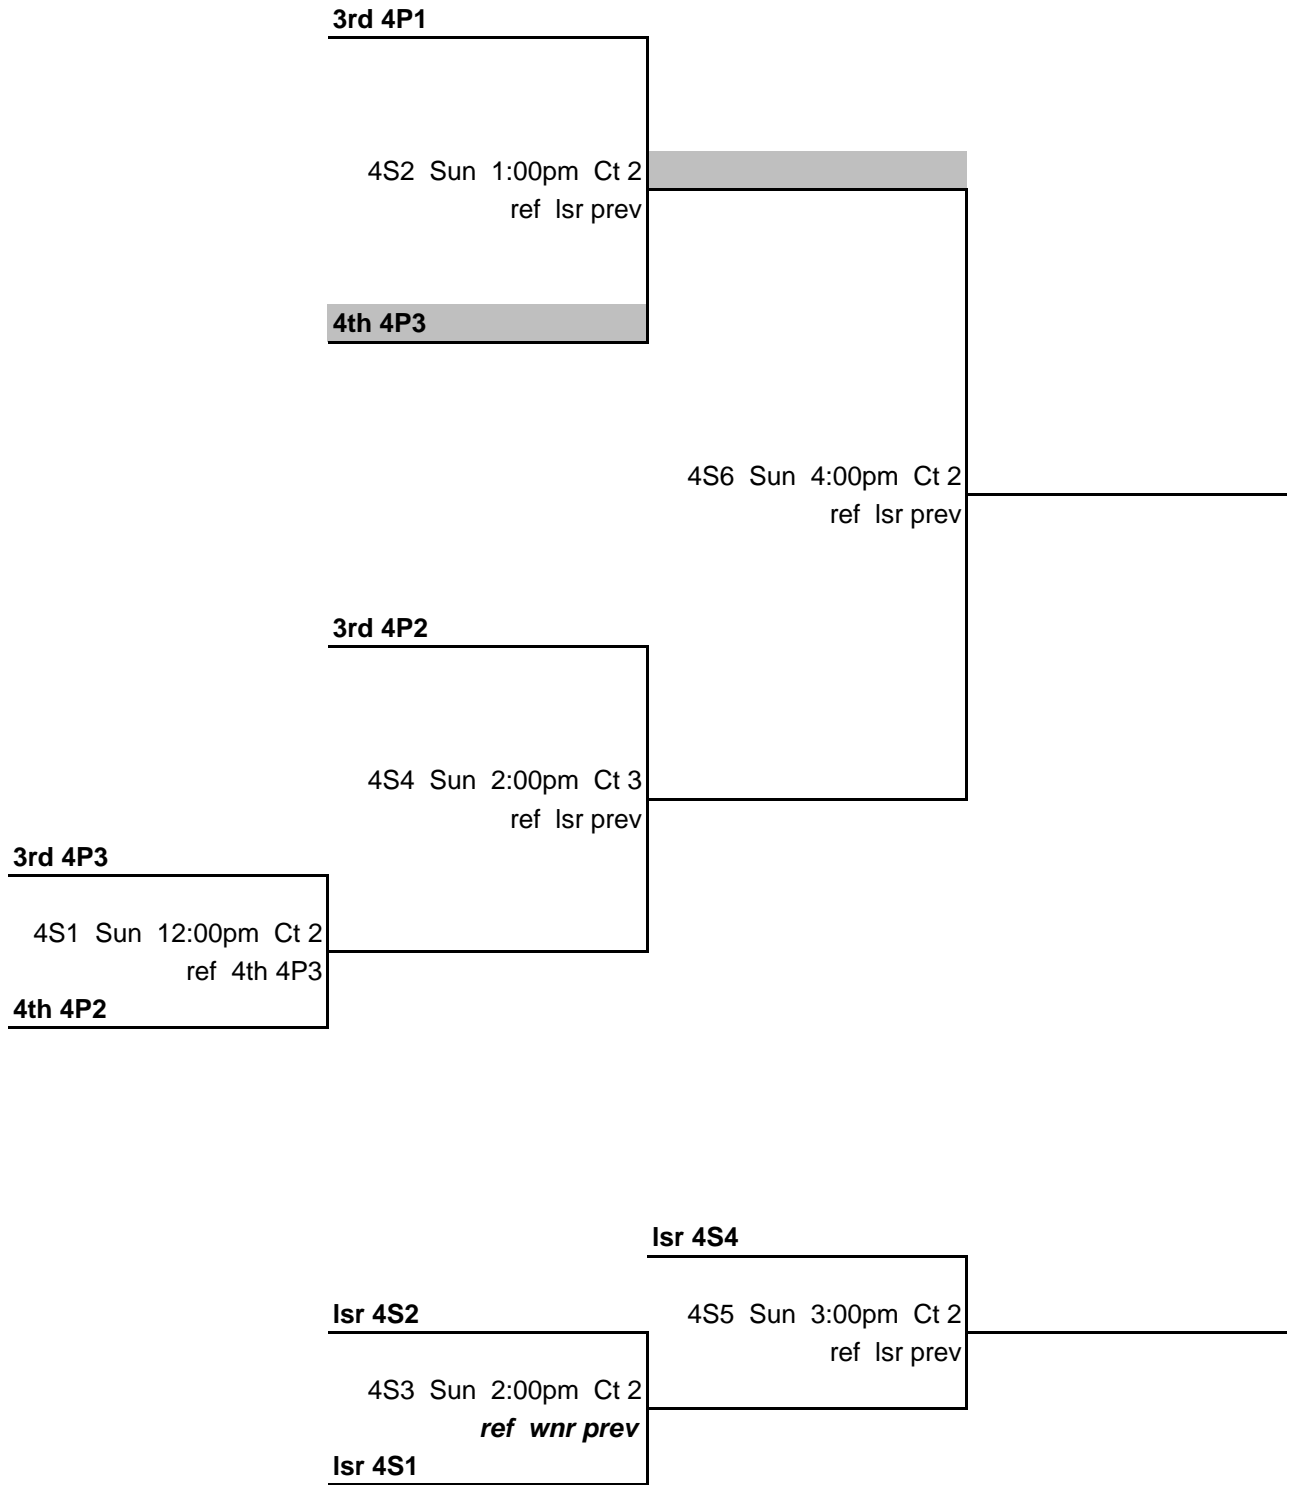 3rd 4P1
4S2 Sun 1:00pm Ct 2
ref lsr prev
4th 4P3
4S6 Sun 4:00pm Ct 2
ref lsr prev
3rd 4P2
4S4 Sun 2:00pm Ct 3
ref lsr prev
3rd 4P3
4S1 Sun 12:00pm Ct 2
ref 4th 4P3
4th 4P2
lsr 4S4
lsr 4S2
4S5 Sun 3:00pm Ct 2
ref lsr prev
4S3 Sun 2:00pm Ct 2
ref wnr prev
lsr 4S1